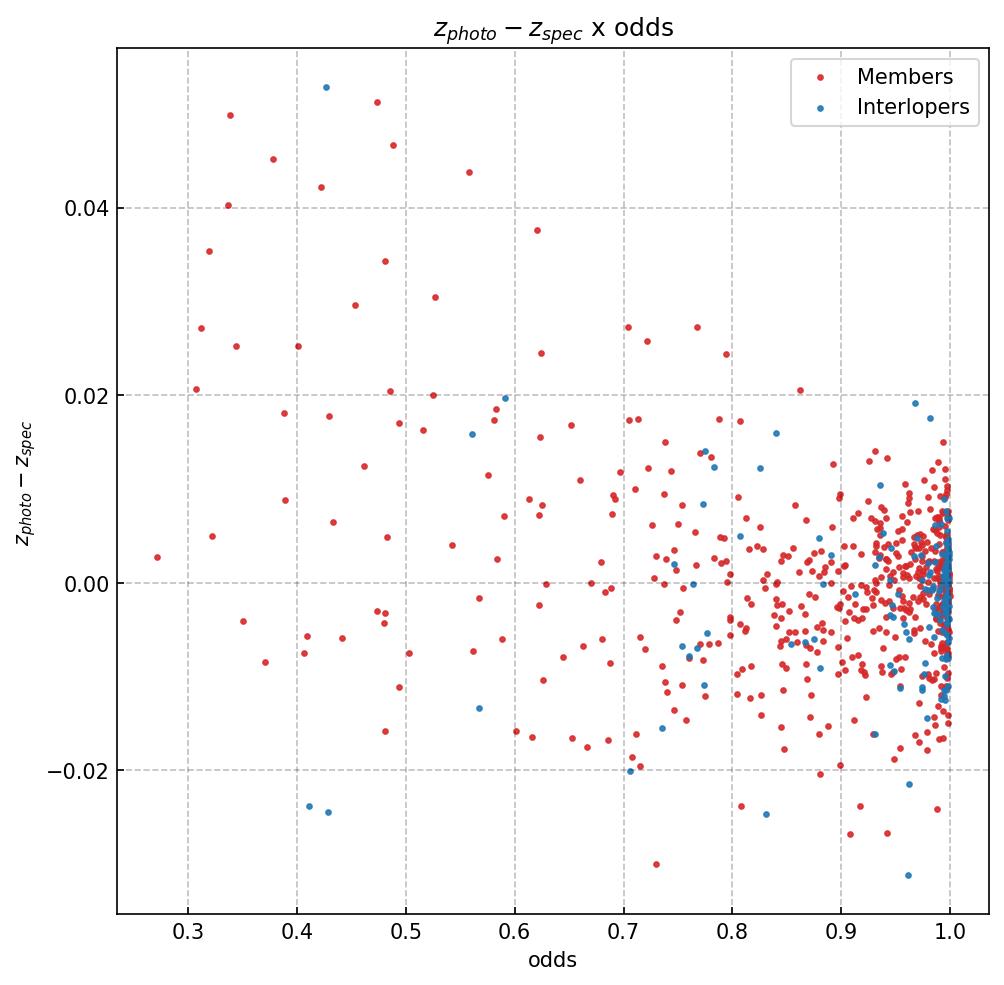 z_photo − z_spec x odds
Members
Interlopers
z_photo − z_spec
0.04
0.02
0.00
−0.02
0.3 0.4 0.5 0.6 0.7 0.8 0.9 1.0
odds